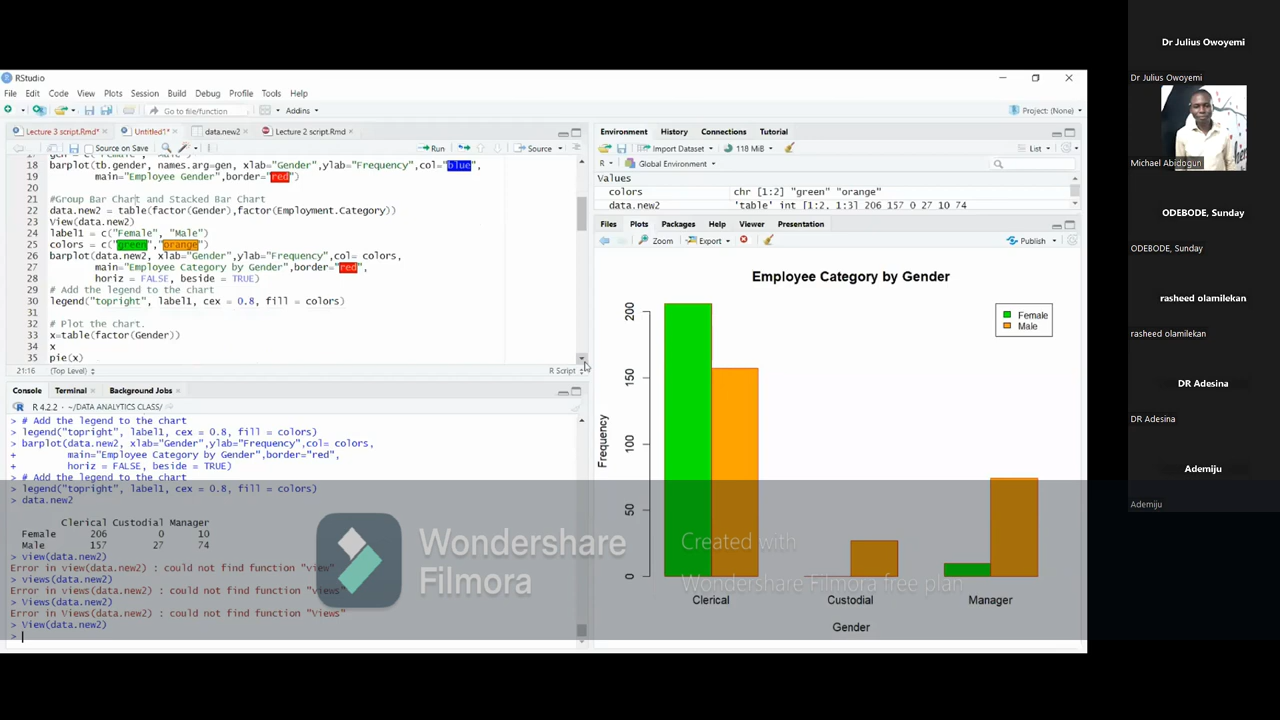 Dr Julius Owoyemi
Dr Julius Owoyemi
Michael Abidogun
ODEBODE, Sunday
ODEBODE, Sunday
rasheed olamilekan
rasheed olamilekan
DR Adesina
DR Adesina
Ademiju
Ademiju
RStudio
File Edit Code View Plots Session Build Debug Profile Tools Help
Go to file/function Addins Project: (None)
Lecture 3 script.Rmd* Untitled1* data.new2 Lecture 2 script.Rmd
Source on Save Run Source
18 barplot(tb.gender, names.arg=gen, xlab="Gender",ylab="Frequency",col="blue",
19 main="Employee Gender",border="red")
20
21 #Group Bar Chart and Stacked Bar Chart
22 data.new2 = table(factor(Gender),factor(Employment.Category))
23 View(data.new2)
24 label1 = c("Female", "Male")
25 colors = c("green","orange")
26 barplot(data.new2, xlab="Gender",ylab="Frequency",col= colors,
27 main="Employee Category by Gender",border="red",
28 horiz = FALSE, beside = TRUE)
29 # Add the legend to the chart
30 legend("topright", label1, cex = 0.8, fill = colors)
31
32 # Plot the chart.
33 x=table(factor(Gender))
34 x
35 pie(x)
21:16 (Top Level) R Script
Console Terminal Background Jobs
R 4.2.2 · ~/DATA ANALYTICS CLASS/
> # Add the legend to the chart
> legend("topright", label1, cex = 0.8, fill = colors)
> barplot(data.new2, xlab="Gender",ylab="Frequency",col= colors,
+ main="Employee Category by Gender",border="red",
+ horiz = FALSE, beside = TRUE)
> # Add the legend to the chart
> legend("topright", label1, cex = 0.8, fill = colors)
> data.new2
Clerical Custodial Manager
Female 206 0 10
Male 157 27 74
> view(data.new2)
Error in view(data.new2) : could not find function "view"
> views(data.new2)
Error in views(data.new2) : could not find function "views"
> Views(data.new2)
Error in Views(data.new2) : could not find function "Views"
> View(data.new2)
>
Environment History Connections Tutorial
Import Dataset 118 MiB List
R Global Environment
Values
colors chr [1:2] "green" "orange"
data.new2 'table' int [1:2, 1:3] 206 157 0 27 10 74
Files Plots Packages Help Viewer Presentation
Zoom Export Publish
Employee Category by Gender
Female
Male
Frequency
200
150
100
50
0
Clerical Custodial Manager
Gender
Wondershare
Filmora
Created with
Wondershare Filmora free plan